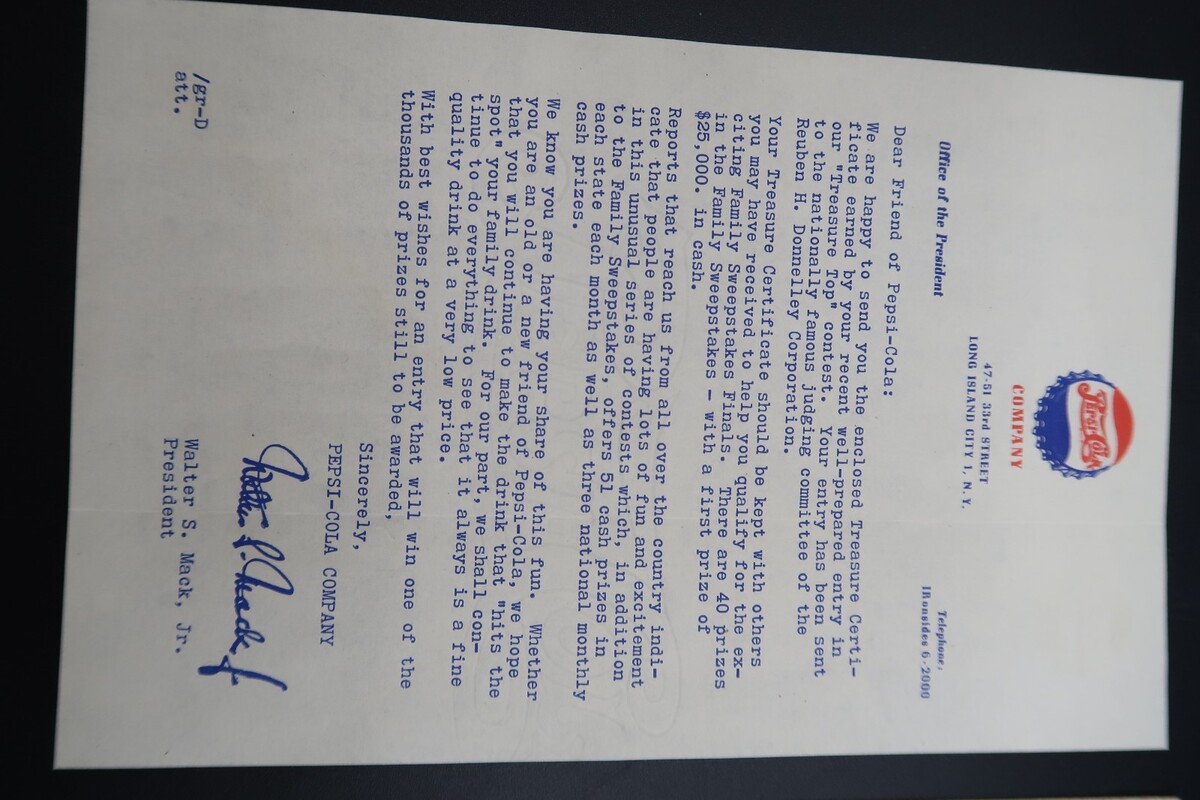 PEPSI-COLA
COMPANY
47-51 33rd STREET
LONG ISLAND CITY 1, N. Y.
Office of the President
Telephone,
IRonsides 6-2000
Dear Friend of Pepsi-Cola:
We are happy to send you the enclosed Treasure Certi-
ficate earned by your recent well-prepared entry in
our "Treasure Top" contest. Your entry has been sent
to the nationally famous judging committee of the
Reuben H. Donnelley Corporation.
Your Treasure Certificate should be kept with others
you may have received to help you qualify for the ex-
citing Family Sweepstakes Finals. There are 40 prizes
in the Family Sweepstakes - with a first prize of
$25,000. in cash.
Reports that reach us from all over the country indi-
cate that people are having lots of fun and excitement
in this unusual series of contests which, in addition
to the Family Sweepstakes, offers 51 cash prizes in
each state each month as well as three national monthly
cash prizes.
We know you are having your share of this fun. Whether
you are an old or a new friend of Pepsi-Cola, we hope
that you will continue to make the drink that "hits the
spot" your family drink. For our part, we shall con-
tinue to do everything to see that it always is a fine
quality drink at a very low price.
With best wishes for an entry that will win one of the
thousands of prizes still to be awarded,
Sincerely,
PEPSI-COLA COMPANY
Walter S. Mack Jr
Walter S. Mack, Jr.
President
/gr-D
att.